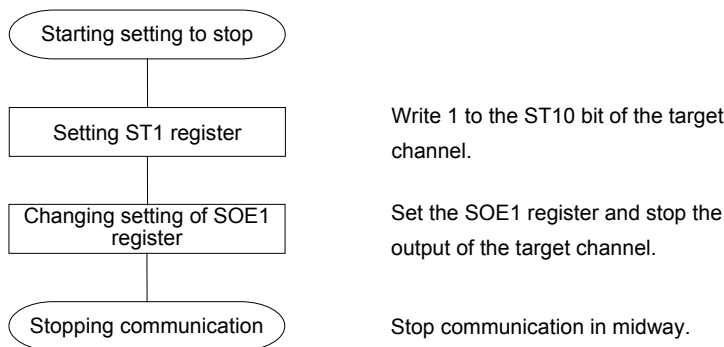 Starting setting to stop
Setting ST1 register
Write 1 to the ST10 bit of the target
channel.
Changing setting of SOE1
register
Set the SOE1 register and stop the
output of the target channel.
Stopping communication
Stop communication in midway.